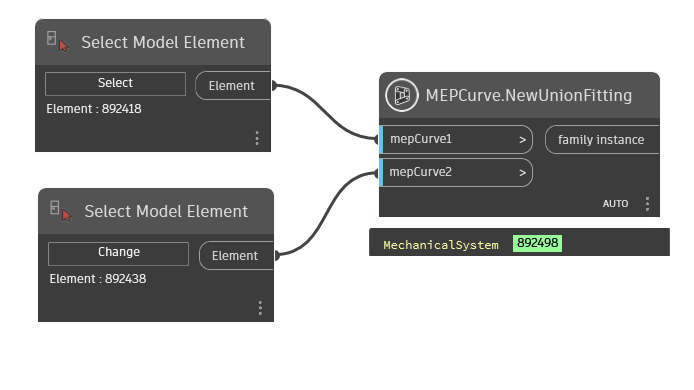 Select Model Element
Select
Element
Element : 892418
Select Model Element
Change
Element
Element : 892438
MEPCurve.NewUnionFitting
mepCurve1 >
family instance
mepCurve2 >
AUTO
MechanicalSystem 892498